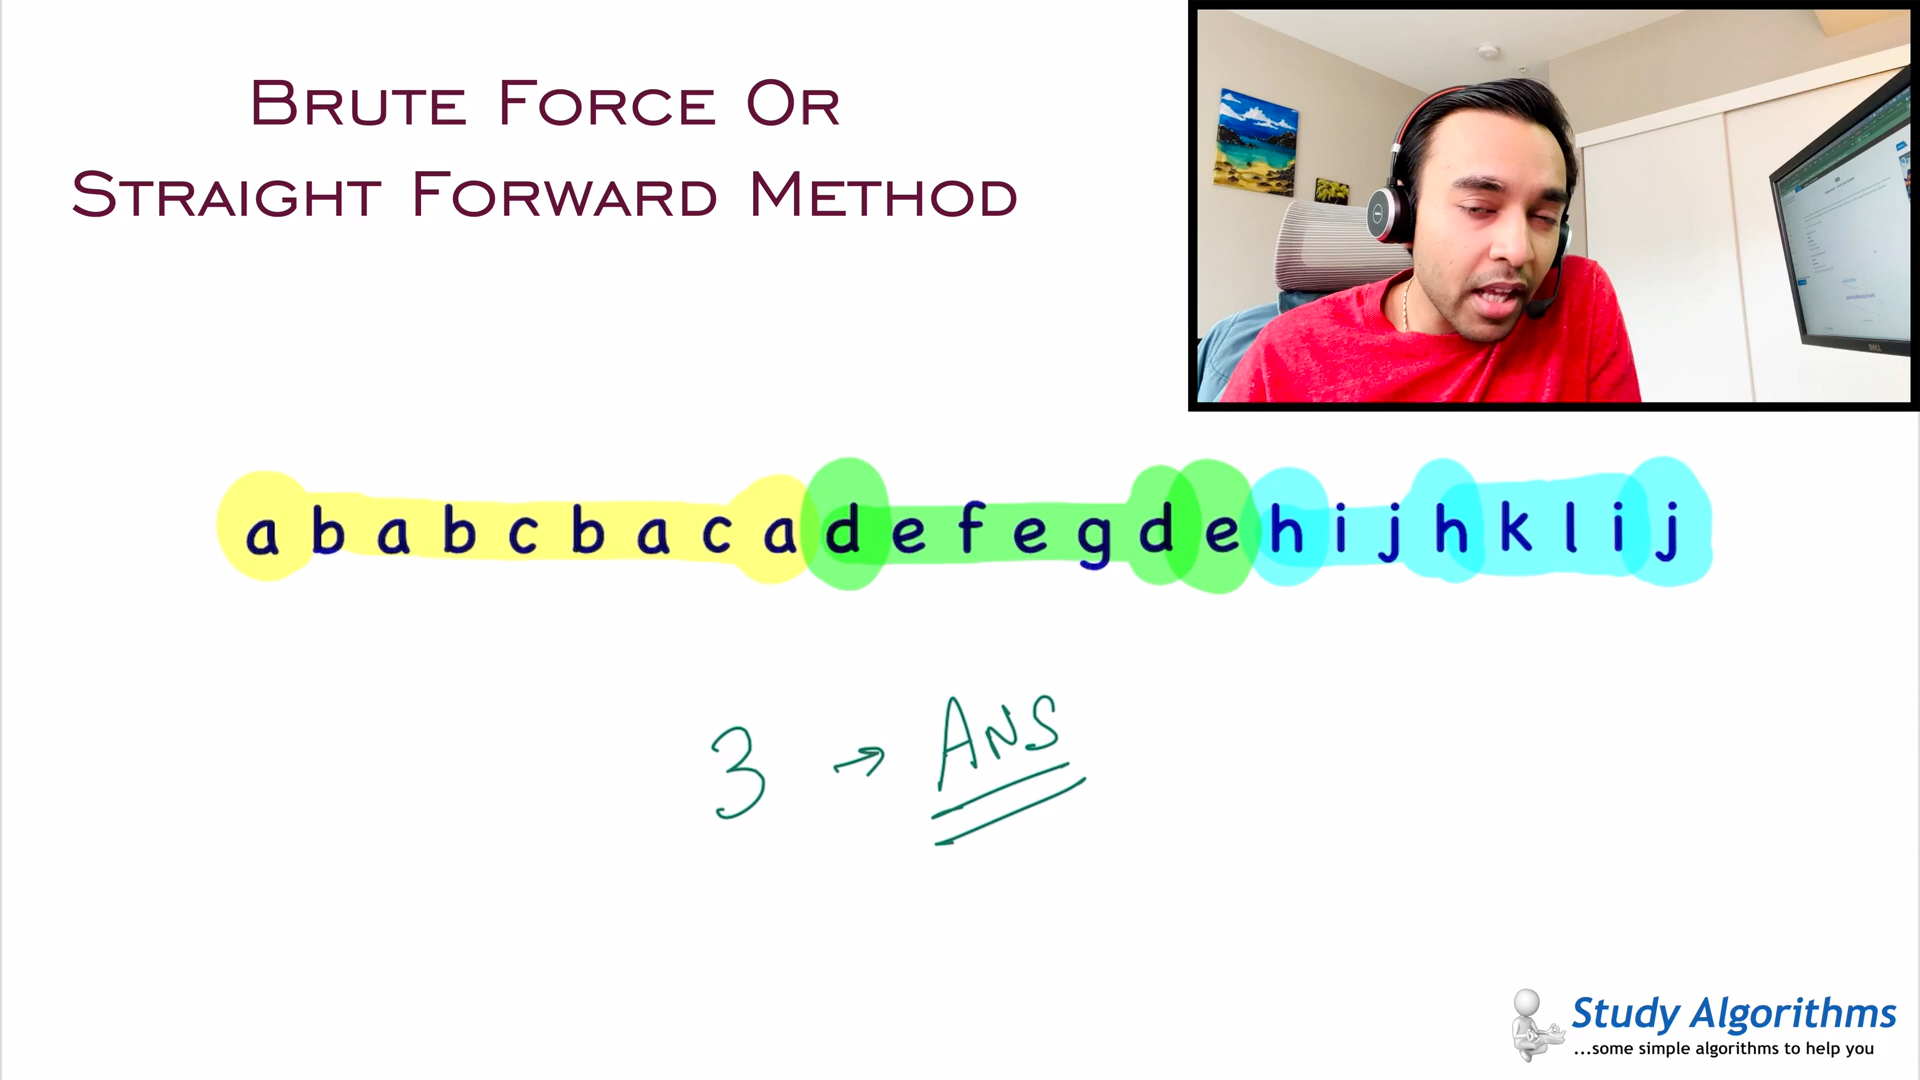 BRUTE FORCE OR
STRAIGHT FORWARD METHOD
a b a b c b a c a d e f e g d e h i j h k l i j
3 → ANS
Study Algorithms
...some simple algorithms to help you